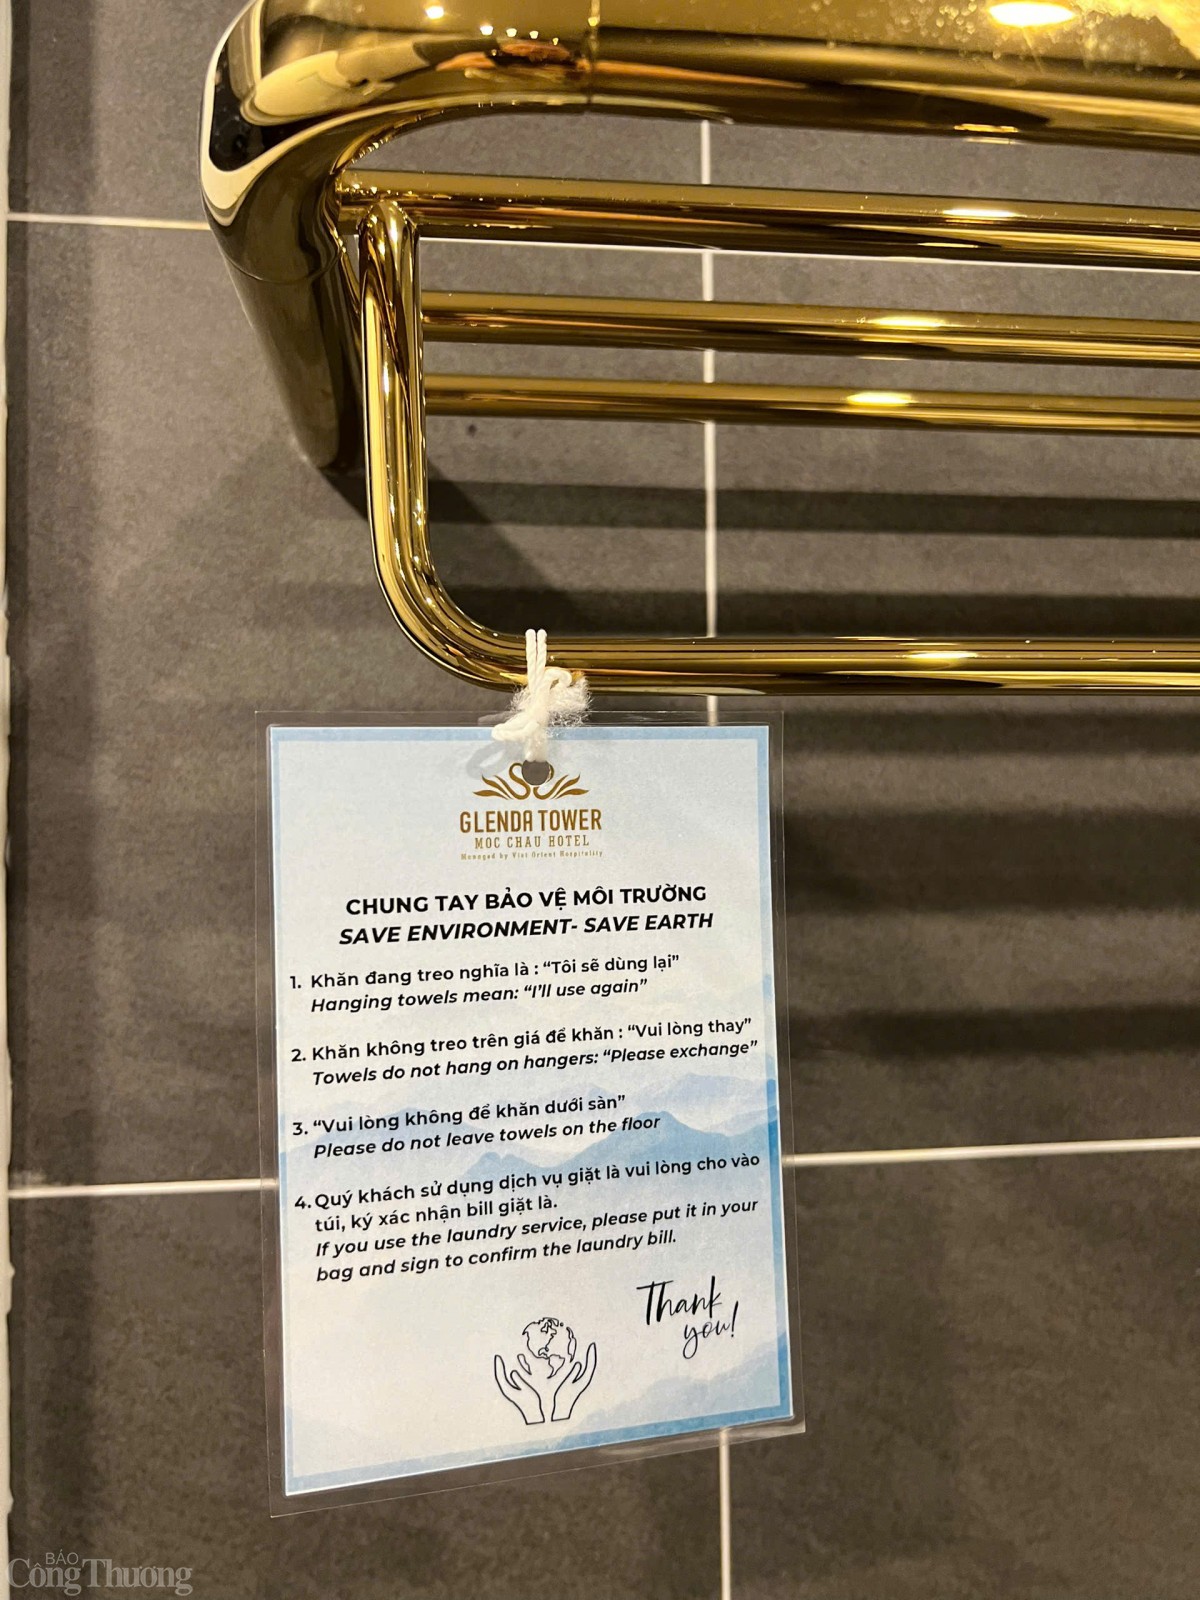 GLENDA TOWER
MOC CHAU HOTEL
Managed by Vist Orient Hospitality
CHUNG TAY BẢO VỆ MÔI TRƯỜNG
SAVE ENVIRONMENT- SAVE EARTH
1. Khăn đang treo nghĩa là : “Tôi sẽ dùng lại”
Hanging towels mean: “I’ll use again”
2. Khăn không treo trên giá để khăn : “Vui lòng thay”
Towels do not hang on hangers: “Please exchange”
3. “Vui lòng không để khăn dưới sàn”
Please do not leave towels on the floor
4. Quý khách sử dụng dịch vụ giặt là vui lòng cho vào
túi, ký xác nhận bill giặt là.
If you use the laundry service, please put it in your
bag and sign to confirm the laundry bill.
Thank
you!
BÁO
Công Thương